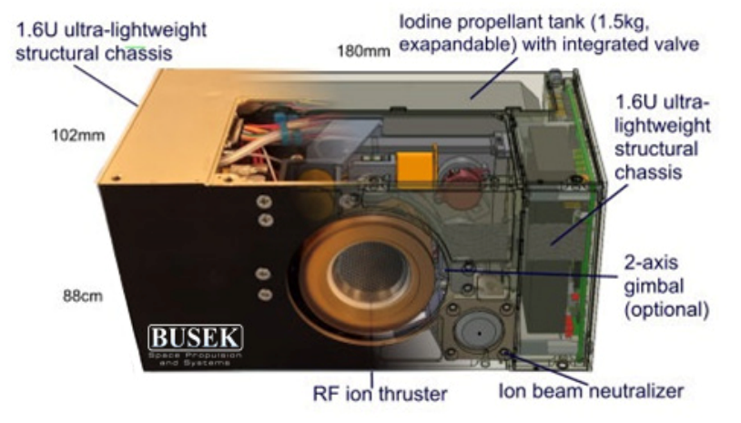 1.6U ultra-lightweight
structural chassis
180mm
Iodine propellant tank (1.5kg,
exapandable) with integrated valve
102mm
1.6U ultra-
lightweight
structural
chassis
88cm
2-axis
gimbal
(optional)
BUSEK
Space Propulsion
and Systems
RF ion thruster
Ion beam neutralizer